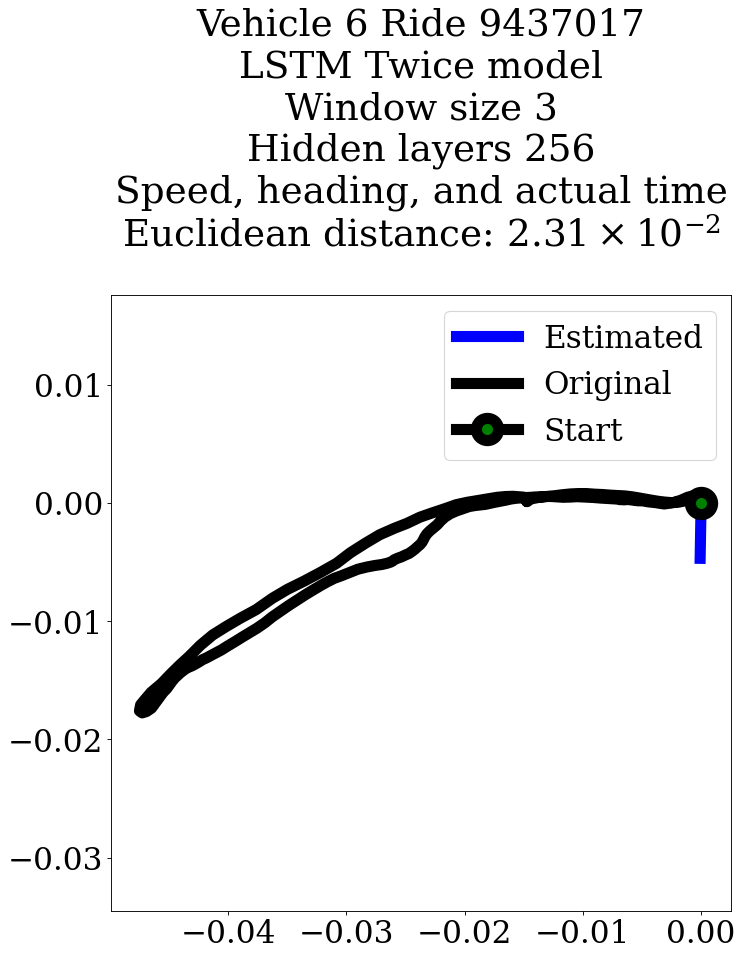 Vehicle 6 Ride 9437017
LSTM Twice model
Window size 3
Hidden layers 256
Speed, heading, and actual time
Euclidean distance: 2.31 × 10⁻²
Estimated
Original
Start
0.01
0.00
−0.01
−0.02
−0.03
−0.04 −0.03 −0.02 −0.01 0.00